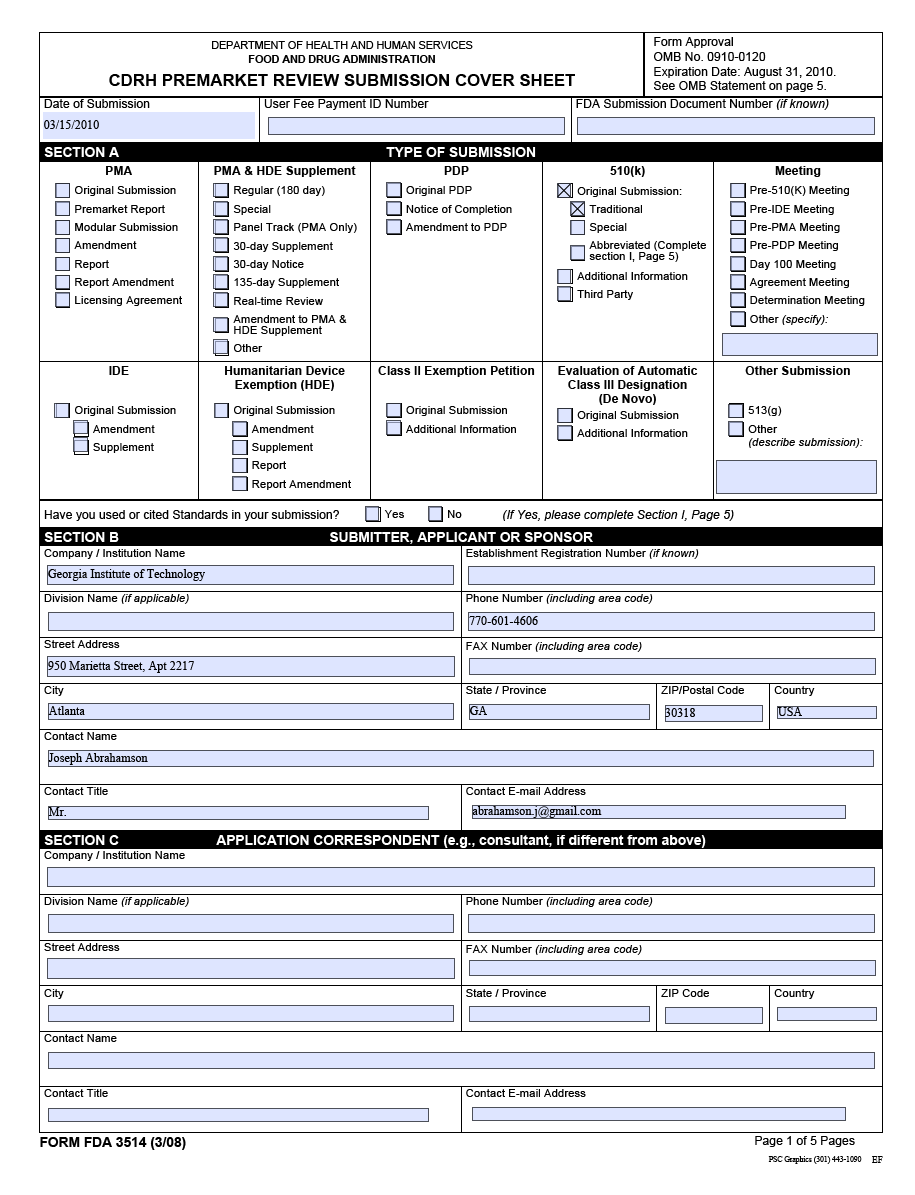 DEPARTMENT OF HEALTH AND HUMAN SERVICES
FOOD AND DRUG ADMINISTRATION
CDRH PREMARKET REVIEW SUBMISSION COVER SHEET
Form Approval
OMB No. 0910-0120
Expiration Date: August 31, 2010.
See OMB Statement on page 5.
Date of Submission
03/15/2010
User Fee Payment ID Number
FDA Submission Document Number (if known)
SECTION A TYPE OF SUBMISSION
PMA
Original Submission
Premarket Report
Modular Submission
Amendment
Report
Report Amendment
Licensing Agreement
PMA & HDE Supplement
Regular (180 day)
Special
Panel Track (PMA Only)
30-day Supplement
30-day Notice
135-day Supplement
Real-time Review
Amendment to PMA &
HDE Supplement
Other
PDP
Original PDP
Notice of Completion
Amendment to PDP
510(k)
Original Submission:
Traditional
Special
Abbreviated (Complete
section I, Page 5)
Additional Information
Third Party
Meeting
Pre-510(K) Meeting
Pre-IDE Meeting
Pre-PMA Meeting
Pre-PDP Meeting
Day 100 Meeting
Agreement Meeting
Determination Meeting
Other (specify):
IDE
Original Submission
Amendment
Supplement
Humanitarian Device
Exemption (HDE)
Original Submission
Amendment
Supplement
Report
Report Amendment
Class II Exemption Petition
Original Submission
Additional Information
Evaluation of Automatic
Class III Designation
(De Novo)
Original Submission
Additional Information
Other Submission
513(g)
Other
(describe submission):
Have you used or cited Standards in your submission? Yes No (If Yes, please complete Section I, Page 5)
SECTION B SUBMITTER, APPLICANT OR SPONSOR
Company / Institution Name
Georgia Institute of Technology
Establishment Registration Number (if known)
Division Name (if applicable)
Phone Number (including area code)
770-601-4606
Street Address
950 Marietta Street, Apt 2217
FAX Number (including area code)
City
Atlanta
State / Province
GA
ZIP/Postal Code
30318
Country
USA
Contact Name
Joseph Abrahamson
Contact Title
Mr.
Contact E-mail Address
abrahamson.j@gmail.com
SECTION C APPLICATION CORRESPONDENT (e.g., consultant, if different from above)
Company / Institution Name
Division Name (if applicable)
Phone Number (including area code)
Street Address
FAX Number (including area code)
City
State / Province
ZIP Code
Country
Contact Name
Contact Title
Contact E-mail Address
FORM FDA 3514 (3/08)
Page 1 of 5 Pages
PSC Graphics (301) 443-1090 EF